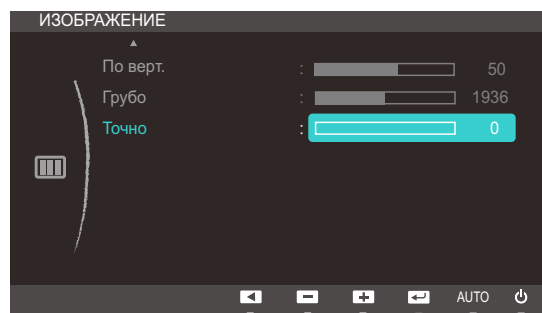 ИЗОБРАЖЕНИЕ
По верт. : 50
Грубо : 1936
Точно : 0
AUTO